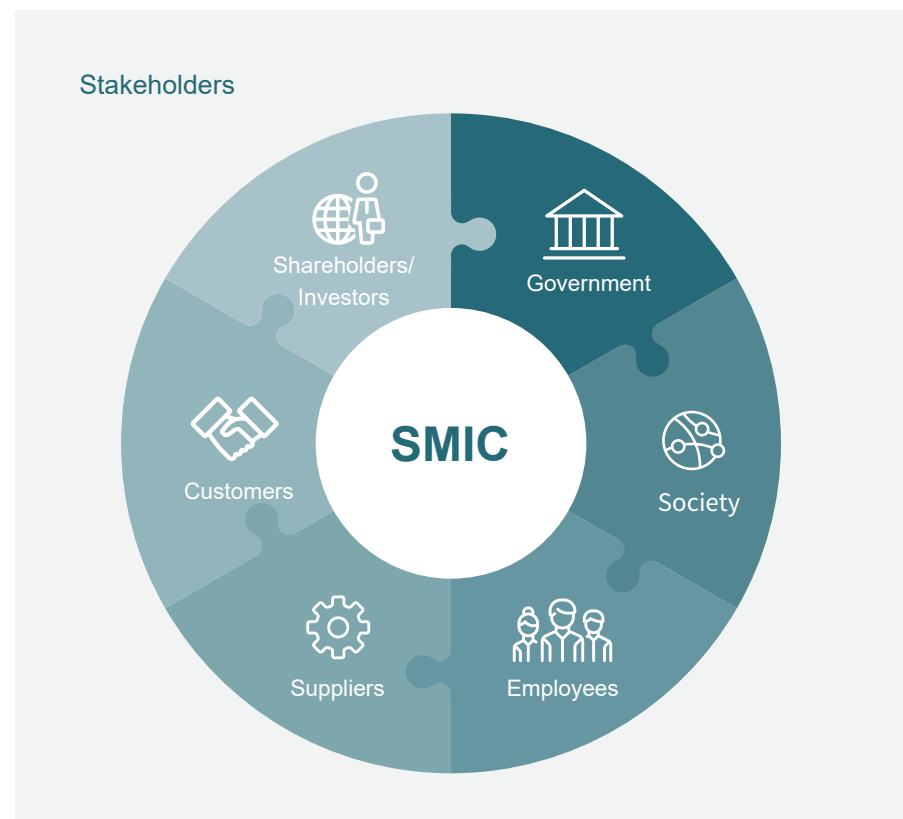 Stakeholders
Shareholders/
Investors
Government
Customers
SMIC
Society
Suppliers
Employees